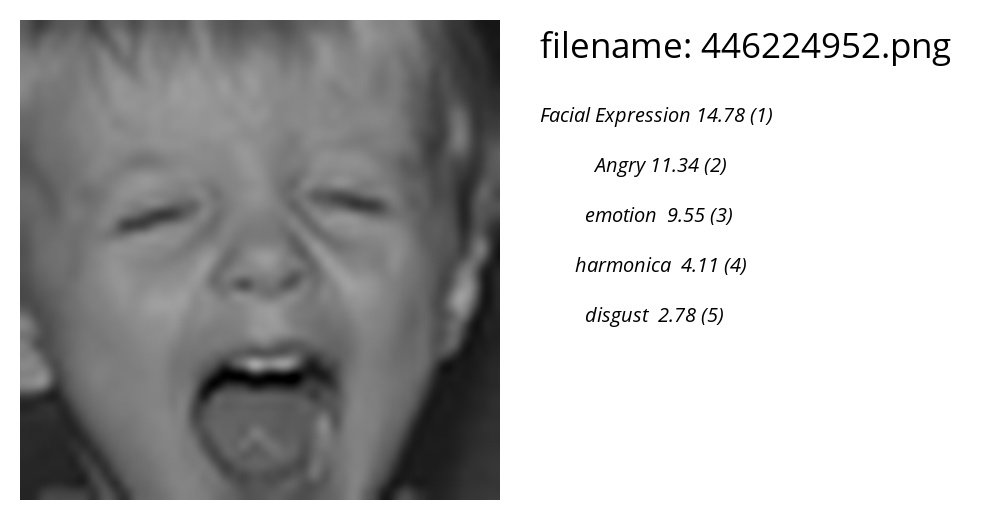 filename: 446224952.png
Facial Expression 14.78 (1)
Angry 11.34 (2)
emotion 9.55 (3)
harmonica 4.11 (4)
disgust 2.78 (5)